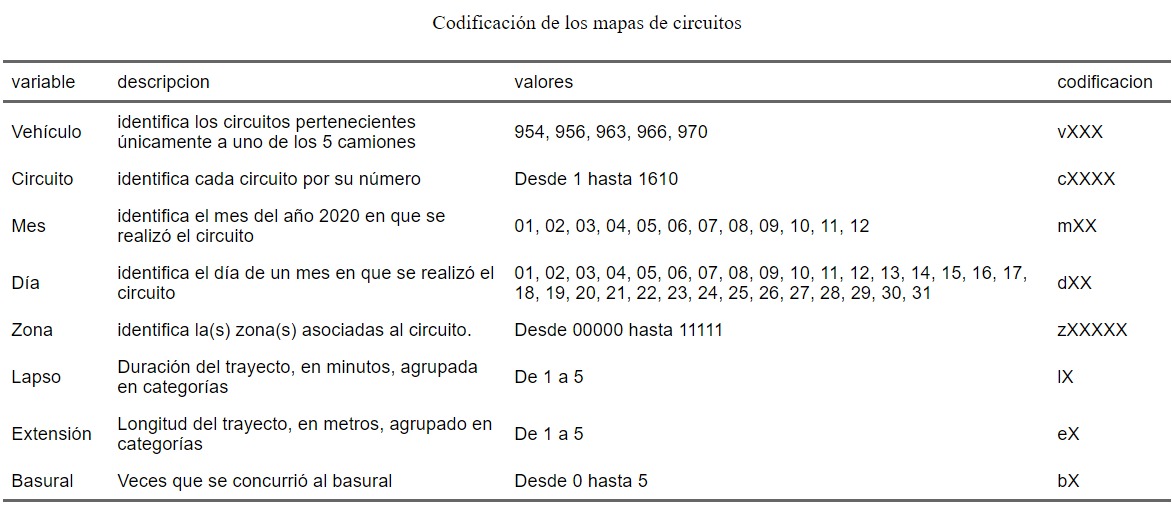 Codificación de los mapas de circuitos
variable descripcion valores codificacion
Vehículo identifica los circuitos pertenecientes únicamente a uno de los 5 camiones 954, 956, 963, 966, 970 vXXX
Circuito identifica cada circuito por su número Desde 1 hasta 1610 cXXXX
Mes identifica el mes del año 2020 en que se realizó el circuito 01, 02, 03, 04, 05, 06, 07, 08, 09, 10, 11, 12 mXX
Día identifica el día de un mes en que se realizó el circuito 01, 02, 03, 04, 05, 06, 07, 08, 09, 10, 11, 12, 13, 14, 15, 16, 17, 18, 19, 20, 21, 22, 23, 24, 25, 26, 27, 28, 29, 30, 31 dXX
Zona identifica la(s) zona(s) asociadas al circuito. Desde 00000 hasta 11111 zXXXXX
Lapso Duración del trayecto, en minutos, agrupada en categorías De 1 a 5 lX
Extensión Longitud del trayecto, en metros, agrupado en categorías De 1 a 5 eX
Basural Veces que se concurrió al basural Desde 0 hasta 5 bX